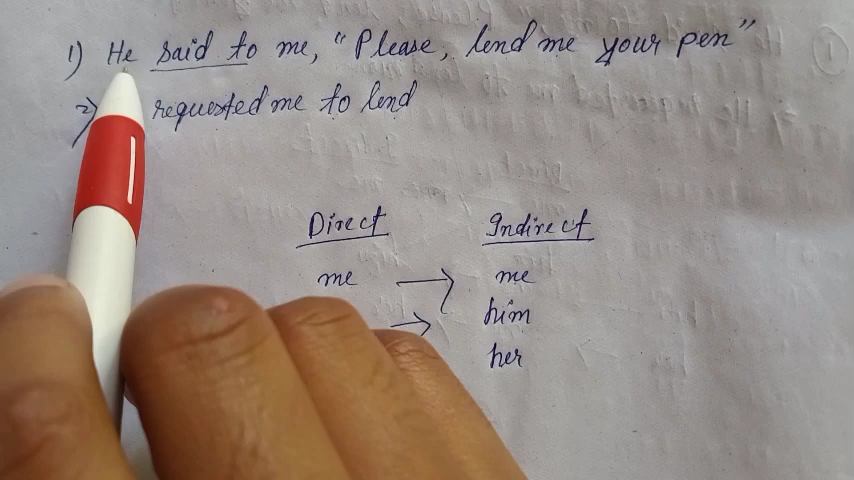 1) He said to me, "Please, lend me your pen"
2) requested me to lend
Direct Indirect
me → me
→ him
her